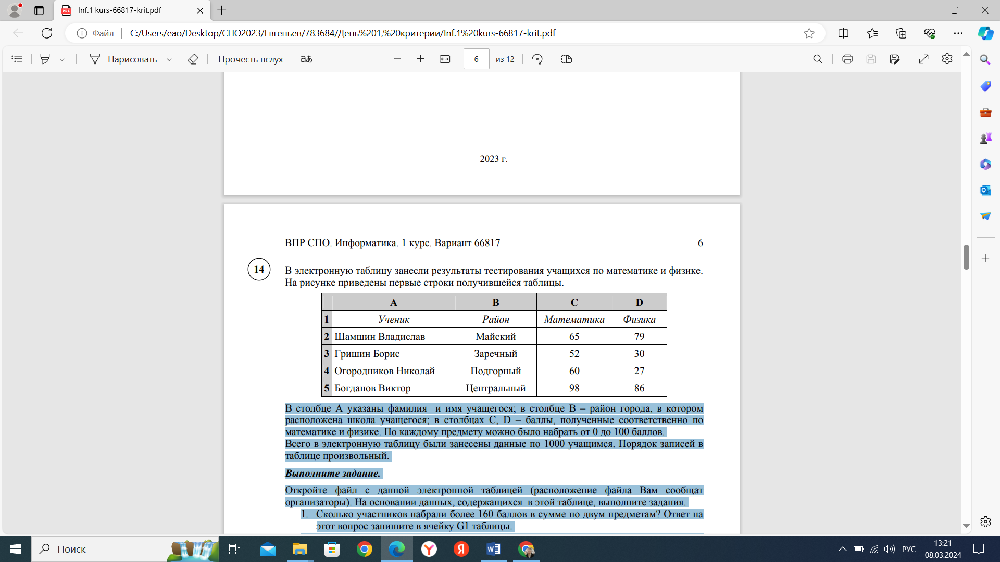 Inf.1 kurs-66817-krit.pdf
Файл
C:/Users/eao/Desktop/СПО2023/Евгеньев/783684/День%201,%20критерии/Inf.1%20kurs-66817-krit.pdf
Нарисовать
Прочесть вслух
аあ
6
из 12
2023 г.
ВПР СПО. Информатика. 1 курс. Вариант 66817 6
14
В электронную таблицу занесли результаты тестирования учащихся по математике и физике.
На рисунке приведены первые строки получившейся таблицы.
A B C D
1 Ученик Район Математика Физика
2 Шамшин Владислав Майский 65 79
3 Гришин Борис Заречный 52 30
4 Огородников Николай Подгорный 60 27
5 Богданов Виктор Центральный 98 86
В столбце A указаны фамилия и имя учащегося; в столбце B – район города, в котором
расположена школа учащегося; в столбцах C, D – баллы, полученные соответственно по
математике и физике. По каждому предмету можно было набрать от 0 до 100 баллов.
Всего в электронную таблицу были занесены данные по 1000 учащимся. Порядок записей в
таблице произвольный.
Выполните задание.
Откройте файл с данной электронной таблицей (расположение файла Вам сообщат
организаторы). На основании данных, содержащихся в этой таблице, выполните задания.
1. Сколько участников набрали более 160 баллов в сумме по двум предметам? Ответ на
этот вопрос запишите в ячейку G1 таблицы.
Поиск
РУС
13:21
08.03.2024